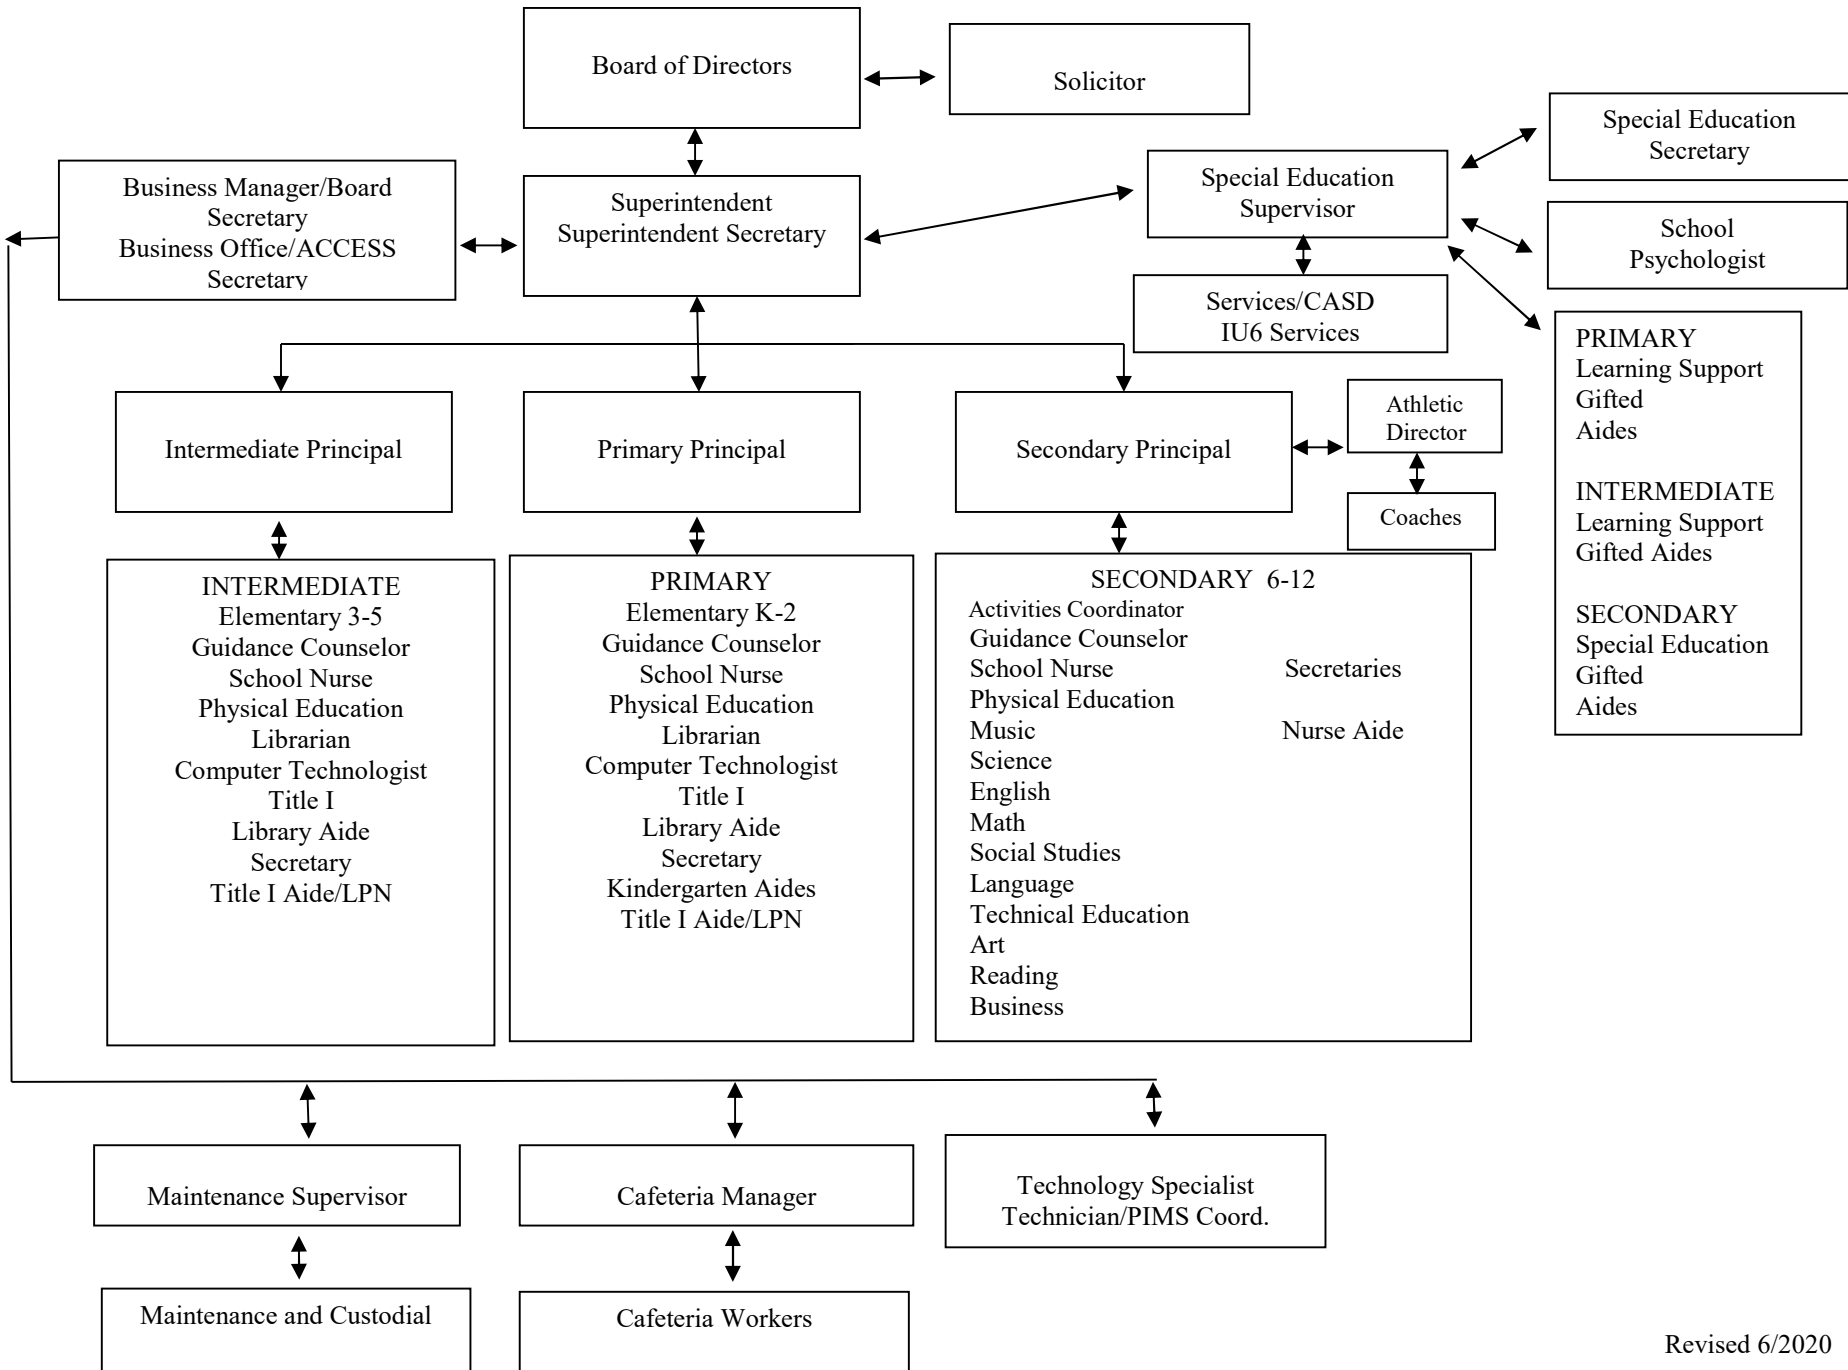 Board of Directors
Solicitor
Special Education
Secretary
Business Manager/Board
Secretary
Business Office/ACCESS
Secretary
Superintendent
Superintendent Secretary
Special Education
Supervisor
School
Psychologist
Services/CASD
IU6 Services
PRIMARY
Learning Support
Gifted
Aides
INTERMEDIATE
Learning Support
Gifted Aides
SECONDARY
Special Education
Gifted
Aides
Intermediate Principal
Primary Principal
Secondary Principal
Athletic
Director
Coaches
INTERMEDIATE
Elementary 3-5
Guidance Counselor
School Nurse
Physical Education
Librarian
Computer Technologist
Title I
Library Aide
Secretary
Title I Aide/LPN
PRIMARY
Elementary K-2
Guidance Counselor
School Nurse
Physical Education
Librarian
Computer Technologist
Title I
Library Aide
Secretary
Kindergarten Aides
Title I Aide/LPN
SECONDARY 6-12
Activities Coordinator
Guidance Counselor
School Nurse Secretaries
Physical Education
Music Nurse Aide
Science
English
Math
Social Studies
Language
Technical Education
Art
Reading
Business
Maintenance Supervisor
Cafeteria Manager
Technology Specialist
Technician/PIMS Coord.
Maintenance and Custodial
Cafeteria Workers
Revised 6/2020